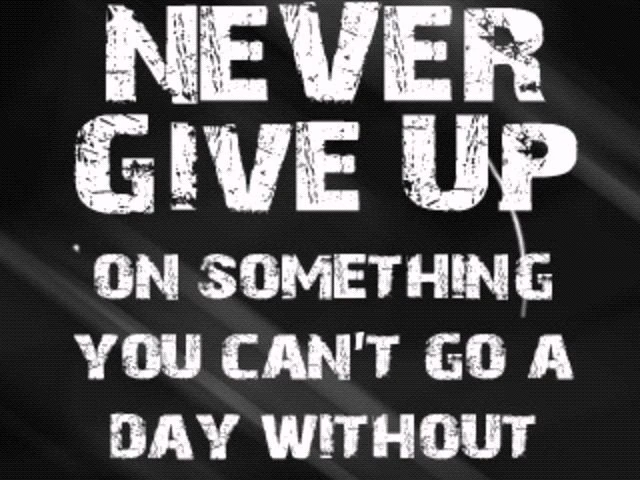 NEVER
GIVE UP
ON SOMETHING
YOU CAN'T GO A
DAY WITHOUT